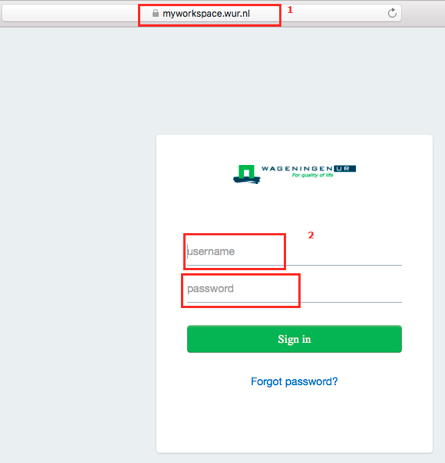 myworkspace.wur.nl
1
WAGENINGEN UR
For quality of life
2
username
password
Sign in
Forgot password?